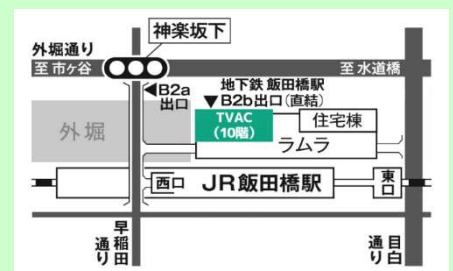 神楽坂下
外堀通り
至市ケ谷
至水道橋
◀B2a
出口
地下鉄 飯田橋駅
▼B2b出口(直結)
外堀
TVAC
(10階)
住宅棟
ラムラ
西口
JR飯田橋駅
東口
早稲田通り
目白通り